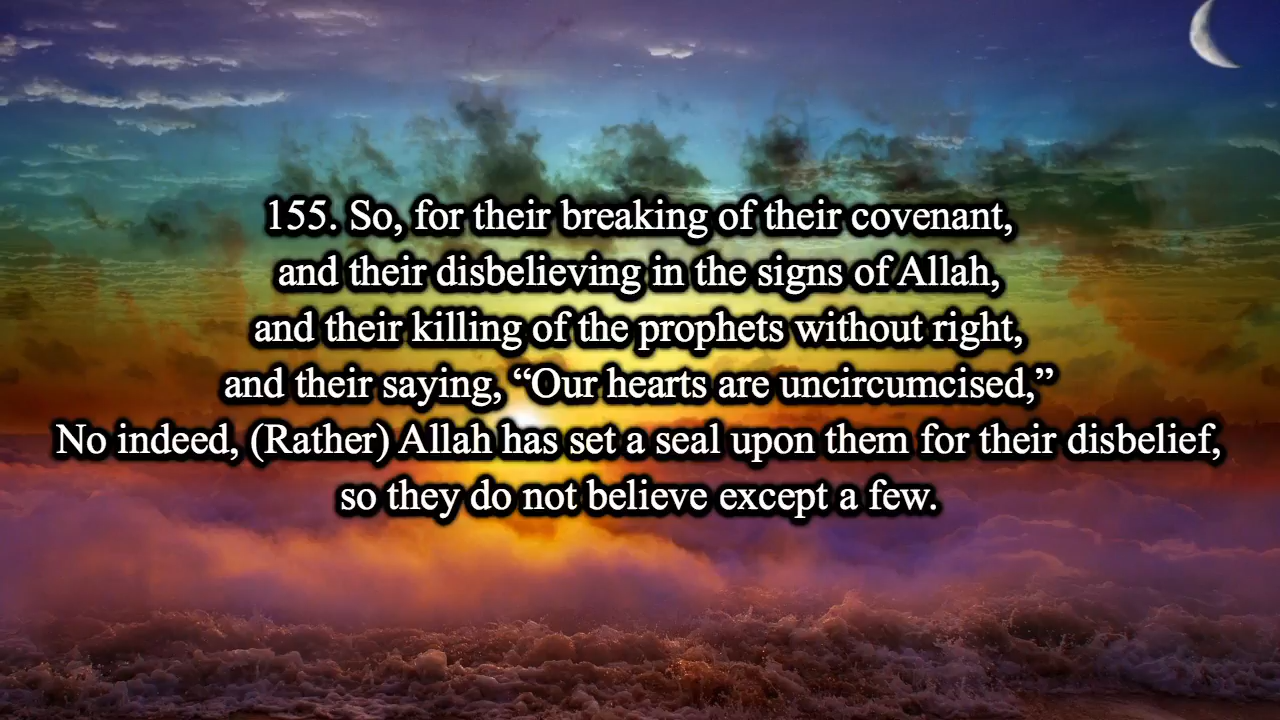 155. So, for their breaking of their covenant,
and their disbelieving in the signs of Allah,
and their killing of the prophets without right,
and their saying, “Our hearts are uncircumcised,”
No indeed, (Rather) Allah has set a seal upon them for their disbelief,
so they do not believe except a few.